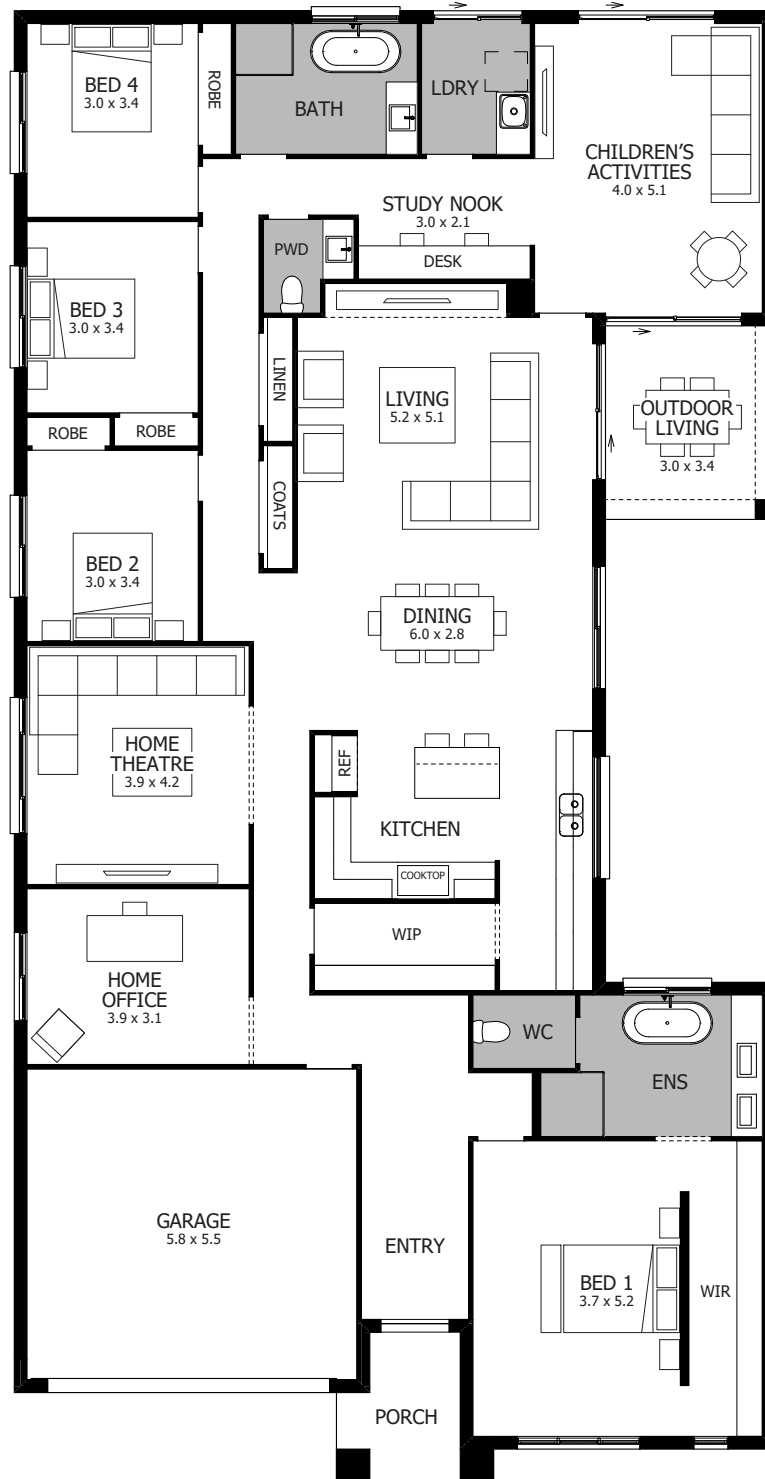 BED 4
3.0 x 3.4
ROBE
BATH
LDRY
CHILDREN'S
ACTIVITIES
4.0 x 5.1
STUDY NOOK
3.0 x 2.1
DESK
PWD
BED 3
3.0 x 3.4
LINEN
LIVING
5.2 x 5.1
OUTDOOR
LIVING
3.0 x 3.4
ROBE
ROBE
COATS
BED 2
3.0 x 3.4
DINING
6.0 x 2.8
HOME
THEATRE
3.9 x 4.2
REF
KITCHEN
COOKTOP
WIP
HOME
OFFICE
3.9 x 3.1
WC
ENS
GARAGE
5.8 x 5.5
ENTRY
BED 1
3.7 x 5.2
WIR
PORCH